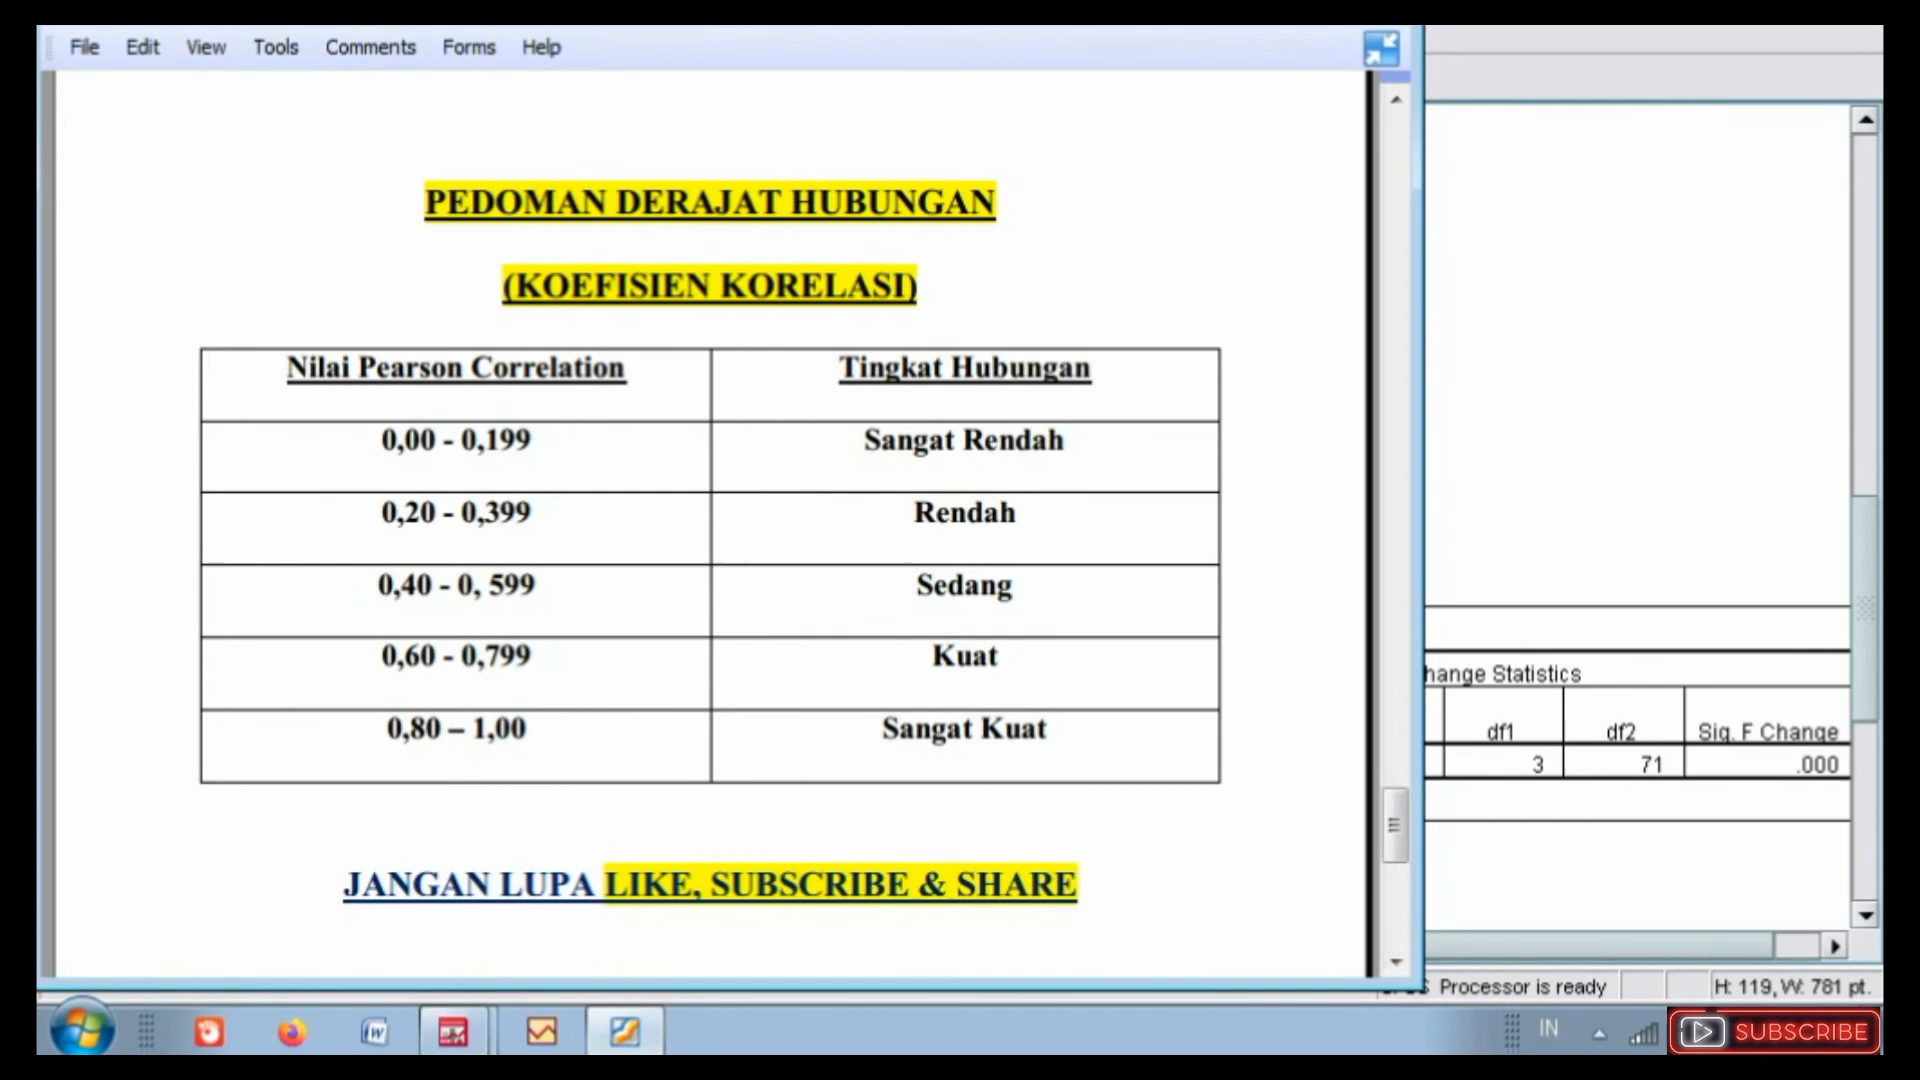 File Edit View Tools Comments Forms Help
PEDOMAN DERAJAT HUBUNGAN
(KOEFISIEN KORELASI)
Nilai Pearson Correlation Tingkat Hubungan
0,00 - 0,199 Sangat Rendah
0,20 - 0,399 Rendah
0,40 - 0, 599 Sedang
0,60 - 0,799 Kuat
0,80 – 1,00 Sangat Kuat
JANGAN LUPA LIKE, SUBSCRIBE & SHARE
hange Statistics
df1 df2 Sig. F Change
3 71 .000
Processor is ready H: 119, W: 781 pt.
IN
SUBSCRIBE